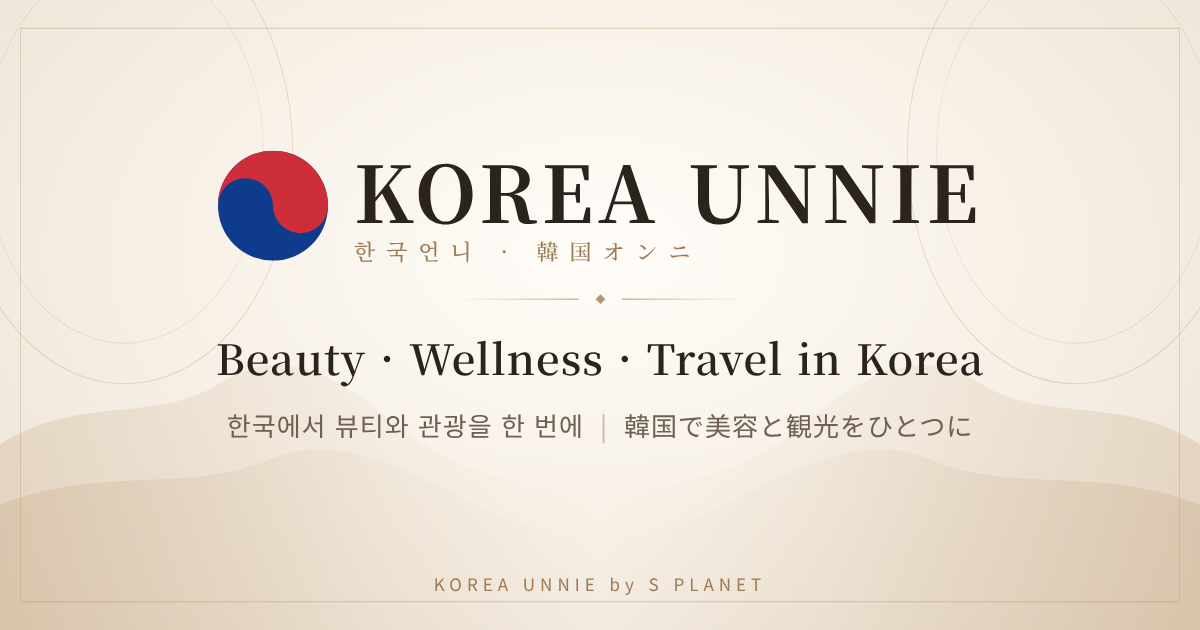 KOREA UNNIE
한국언니 · 韓国オンニ
Beauty · Wellness · Travel in Korea
한국에서 뷰티와 관광을 한 번에 | 韓国で美容と観光をひとつに
KOREA UNNIE by S PLANET